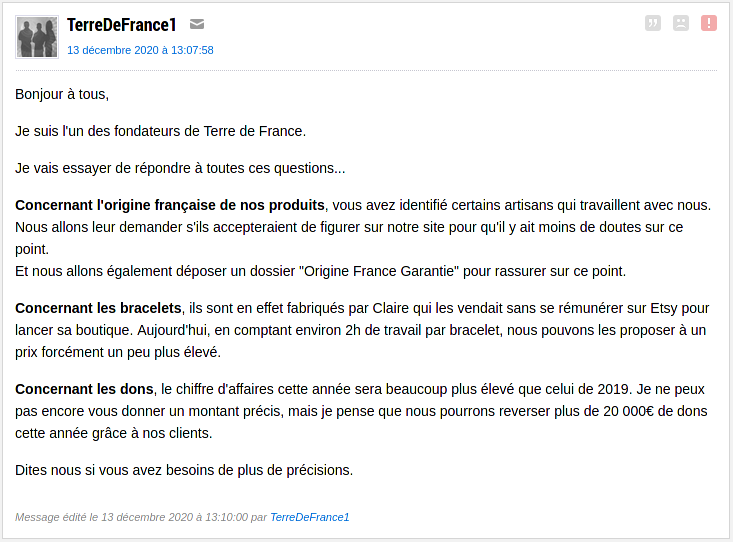 TerreDeFrance1
13 décembre 2020 à 13:07:58
Bonjour à tous,
Je suis l'un des fondateurs de Terre de France.
Je vais essayer de répondre à toutes ces questions...
Concernant l'origine française de nos produits, vous avez identifié certains artisans qui travaillent avec nous.
Nous allons leur demander s'ils accepteraient de figurer sur notre site pour qu'il y ait moins de doutes sur ce
point.
Et nous allons également déposer un dossier "Origine France Garantie" pour rassurer sur ce point.
Concernant les bracelets, ils sont en effet fabriqués par Claire qui les vendait sans se rémunérer sur Etsy pour
lancer sa boutique. Aujourd'hui, en comptant environ 2h de travail par bracelet, nous pouvons les proposer à un
prix forcément un peu plus élevé.
Concernant les dons, le chiffre d'affaires cette année sera beaucoup plus élevé que celui de 2019. Je ne peux
pas encore vous donner un montant précis, mais je pense que nous pourrons reverser plus de 20 000€ de dons
cette année grâce à nos clients.
Dites nous si vous avez besoins de plus de précisions.
Message édité le 13 décembre 2020 à 13:10:00 par TerreDeFrance1